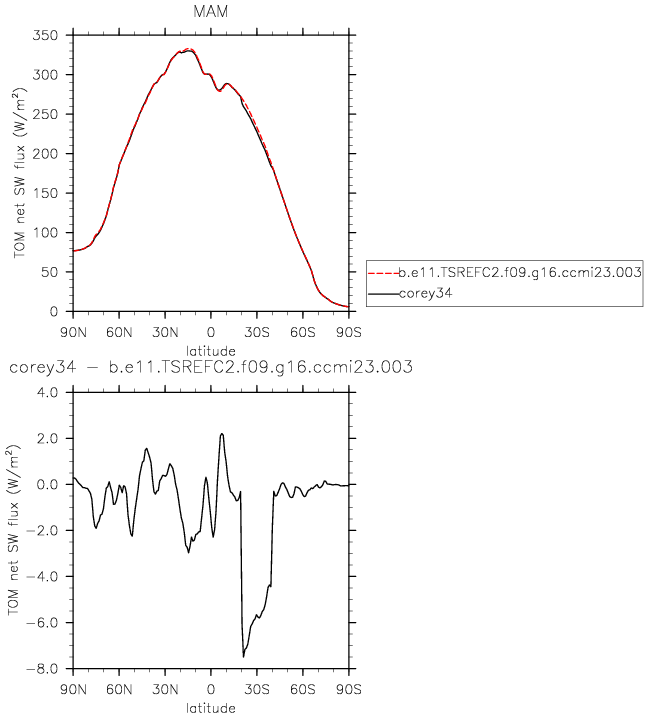 MAM
350
300
250
200
150
100
50
0
TOM net SW flux (W/m²)
90N 60N 30N 0 30S 60S 90S
latitude
b.e11.TSREFC2.f09.g16.ccmi23.003
corey34
corey34 − b.e11.TSREFC2.f09.g16.ccmi23.003
4.0
2.0
0.0
−2.0
−4.0
−6.0
−8.0
TOM net SW flux (W/m²)
90N 60N 30N 0 30S 60S 90S
latitude